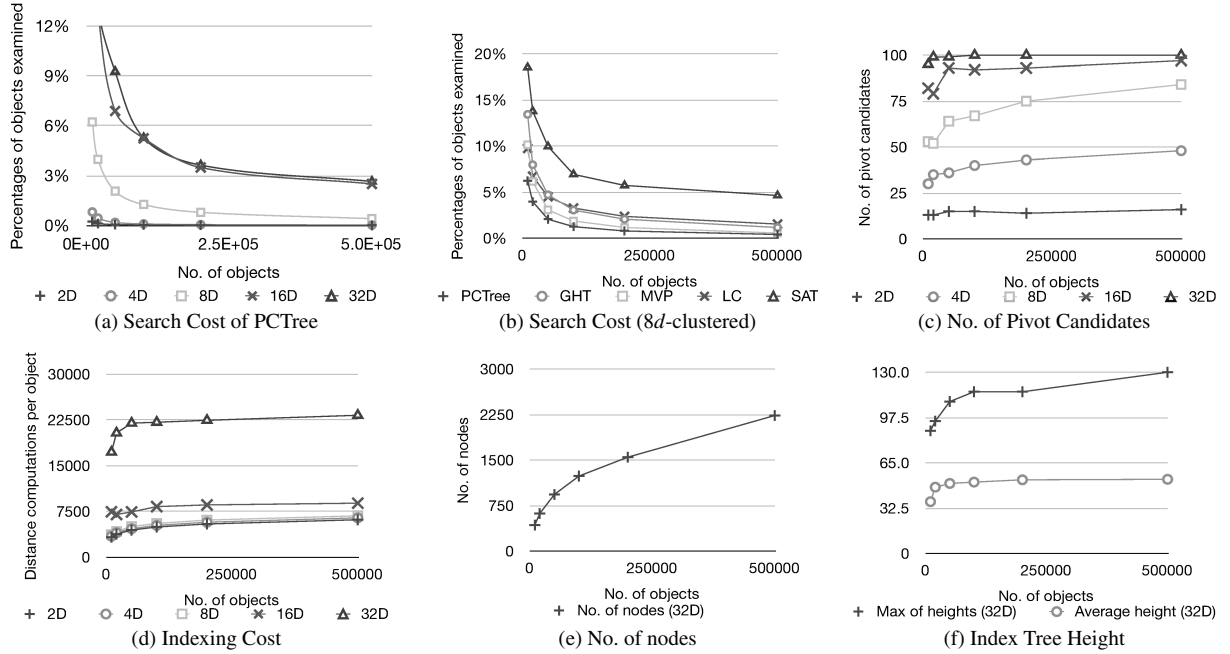 Percentages of objects examined
12%
9%
6%
3%
0%
0E+00 2.5E+05 5.0E+05
No. of objects
2D 4D 8D 16D 32D
(a) Search Cost of PCTree
Percentages of objects examined
20%
15%
10%
5%
0%
0 250000 500000
No. of objects
PCTree GHT MVP LC SAT
(b) Search Cost (8d-clustered)
No. of pivot candidates
100
75
50
25
0
0 250000 500000
No. of objects
2D 4D 8D 16D 32D
(c) No. of Pivot Candidates
Distance computations per object
30000
22500
15000
7500
0
0 250000 500000
No. of objects
2D 4D 8D 16D 32D
(d) Indexing Cost
No. of nodes
3000
2250
1500
750
0
0 250000 500000
No. of objects
No. of nodes (32D)
(e) No. of nodes
130.0
97.5
65.0
32.5
0
0 250000 500000
No. of objects
Max of heights (32D) Average height (32D)
(f) Index Tree Height